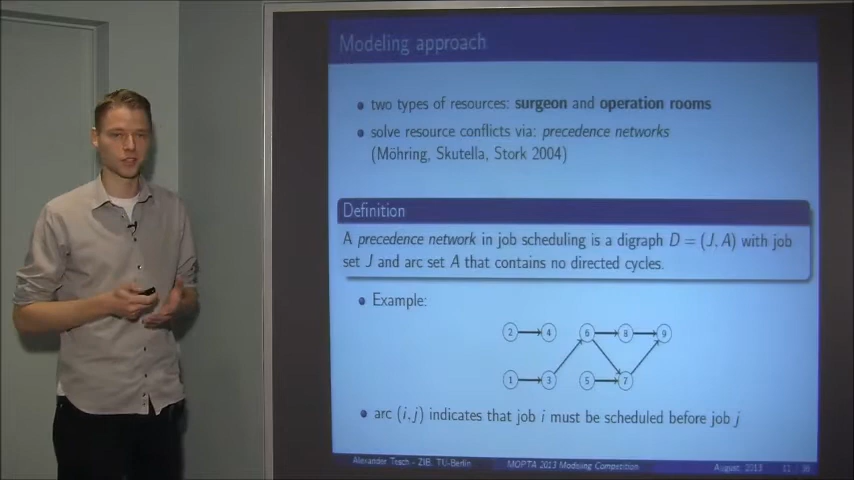 Modeling approach
two types of resources: surgeon and operation rooms
solve resource conflicts via: precedence networks
(Möhring, Skutella, Stork 2004)
Definition
A precedence network in job scheduling is a digraph D = (J, A) with job
set J and arc set A that contains no directed cycles.
Example:
2 4 6 8 9
1 3 5 7
arc (i, j) indicates that job i must be scheduled before job j
Alexander Tesch - ZIB, TU-Berlin MOPTA 2013 Modeling Competition August, 2013